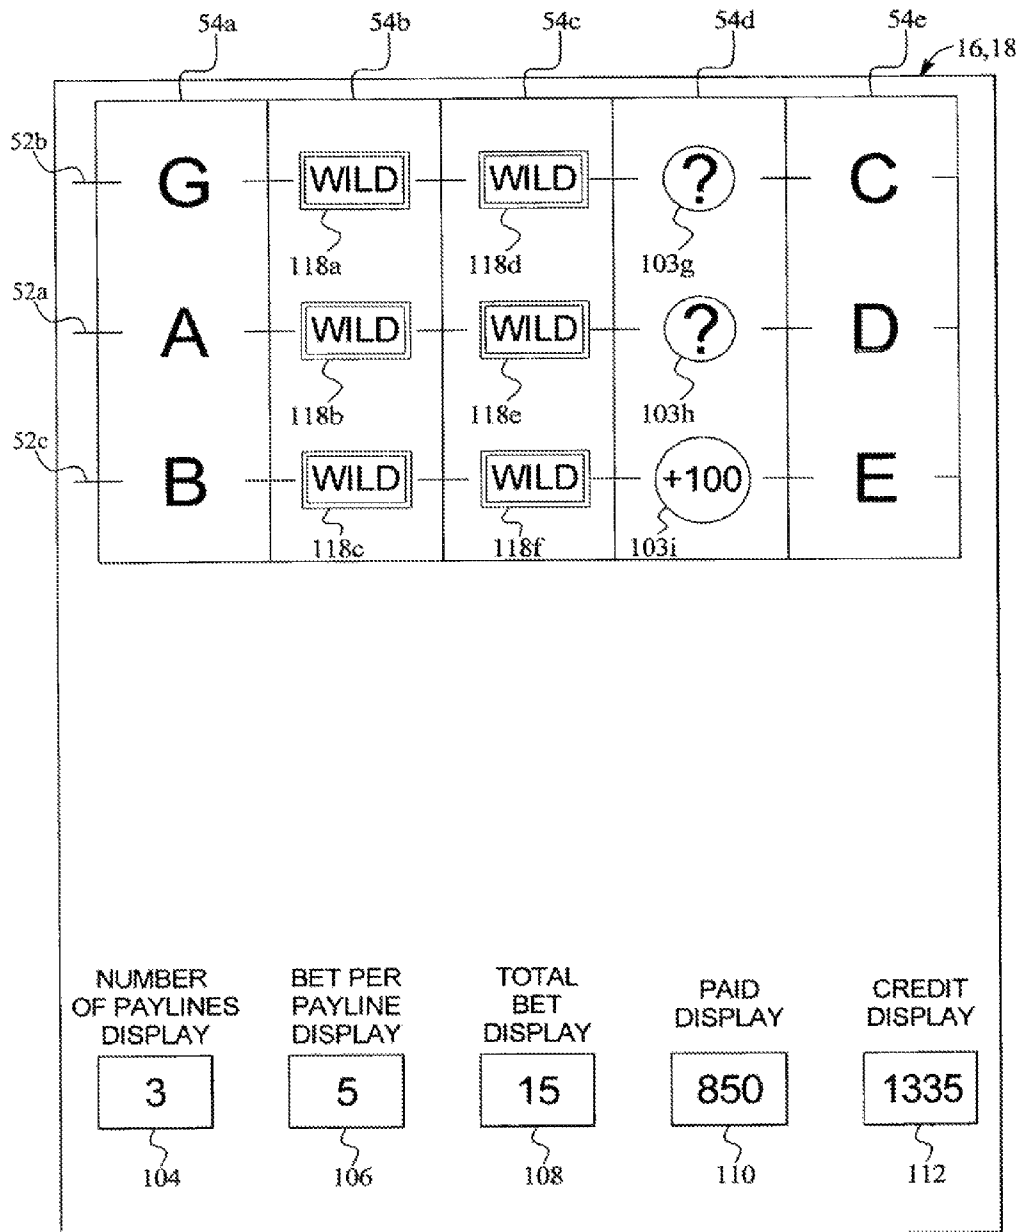 54a 54b 54c 54d 54e
16,18
52b G WILD WILD ? C
118a 118d 103g
52a A WILD WILD ? D
118b 118e 103h
52c B WILD WILD +100 E
118c 118f 103i
NUMBER OF PAYLINES DISPLAY
BET PER PAYLINE DISPLAY
TOTAL BET DISPLAY
PAID DISPLAY
CREDIT DISPLAY
3 5 15 850 1335
104 106 108 110 112